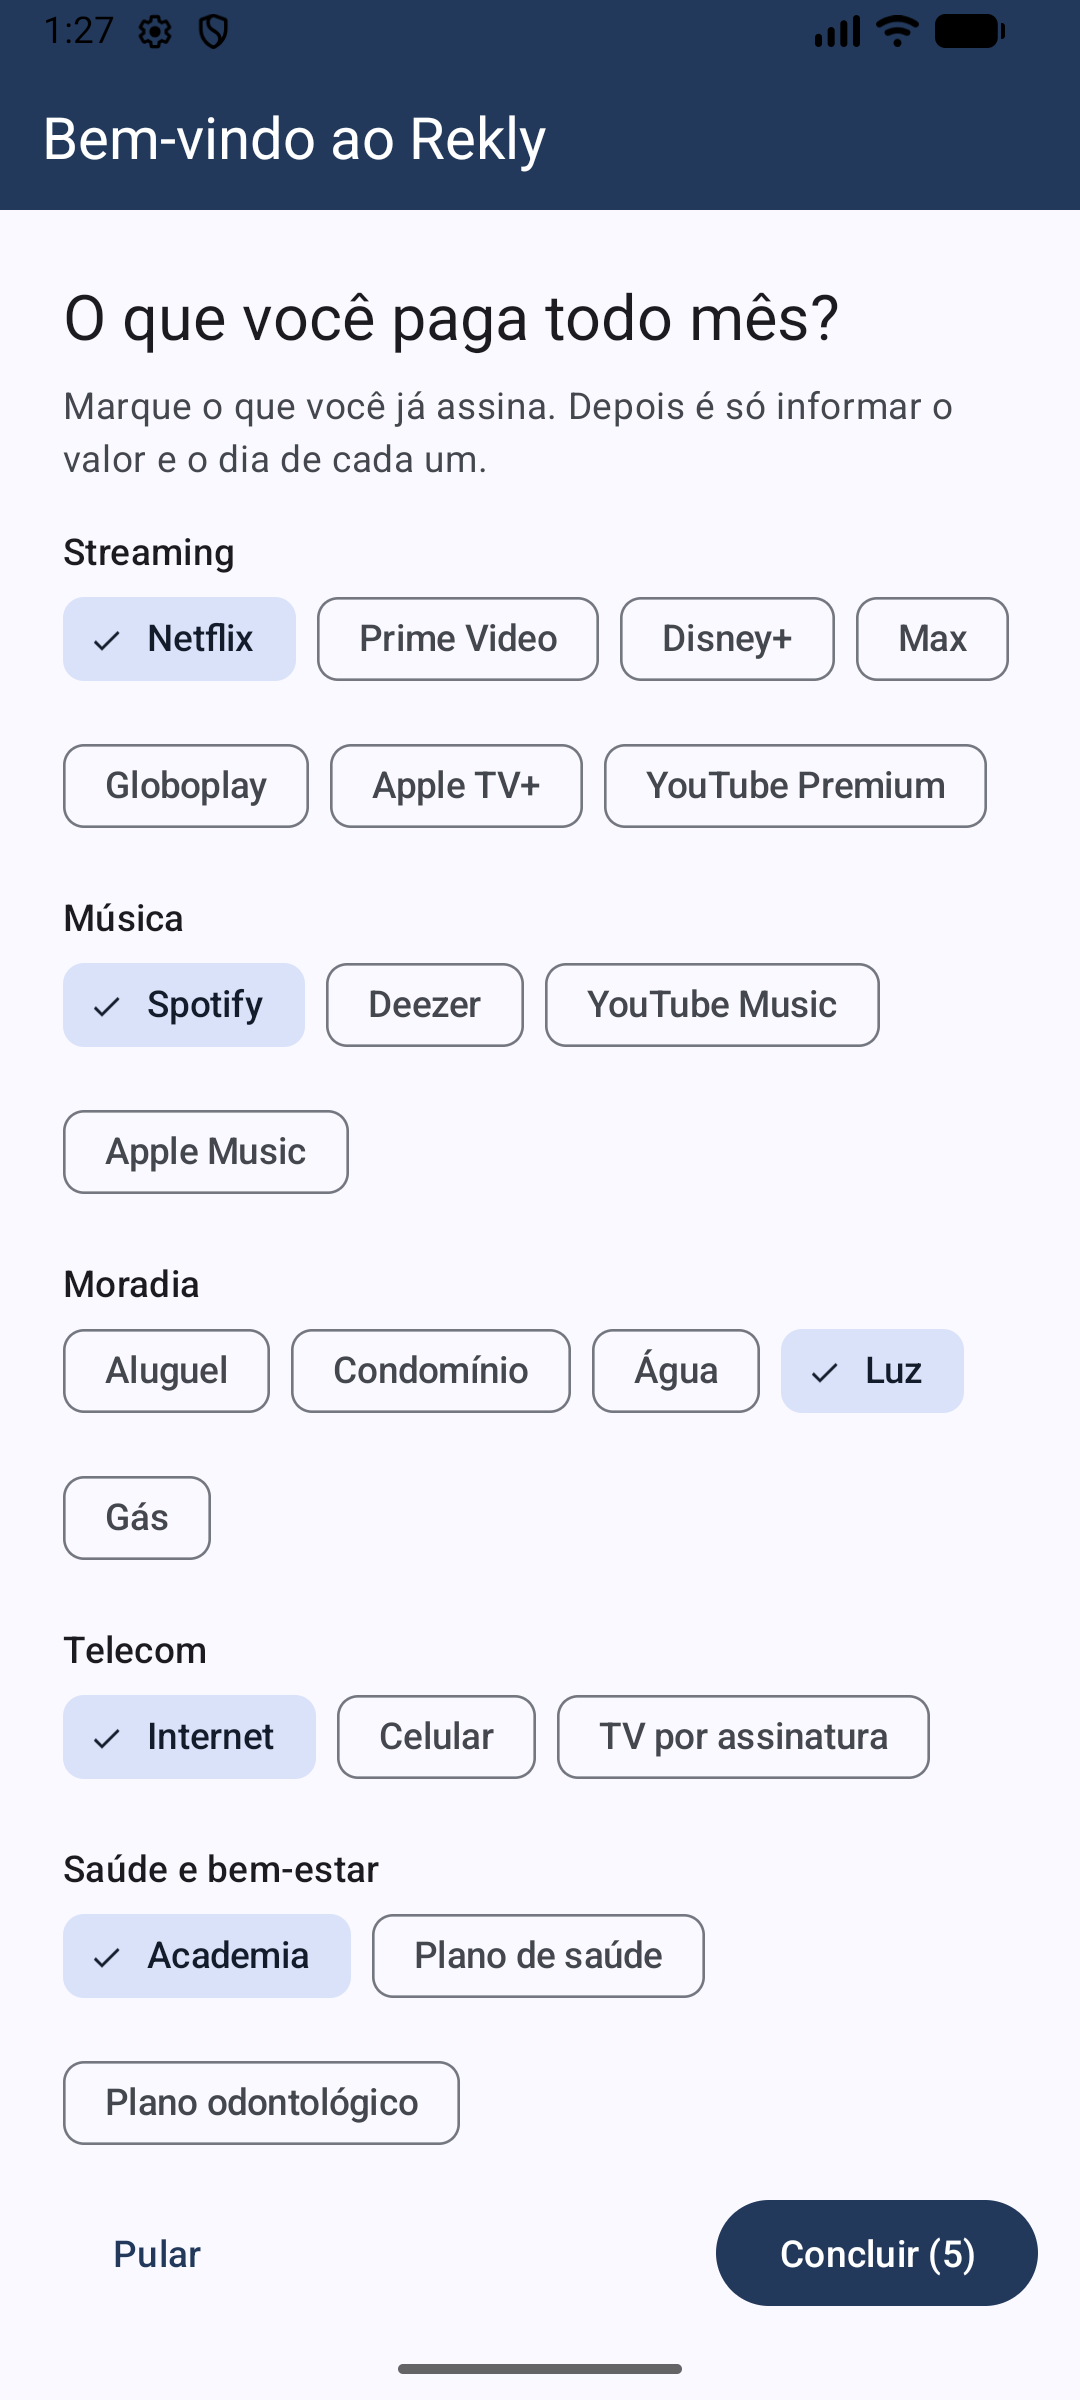 1:27
Bem-vindo ao Rekly
O que você paga todo mês?
Marque o que você já assina. Depois é só informar o
valor e o dia de cada um.
Streaming
Netflix Prime Video Disney+ Max
Globoplay Apple TV+ YouTube Premium
Música
Spotify Deezer YouTube Music
Apple Music
Moradia
Aluguel Condomínio Água Luz
Gás
Telecom
Internet Celular TV por assinatura
Saúde e bem-estar
Academia Plano de saúde
Plano odontológico
Pular Concluir (5)